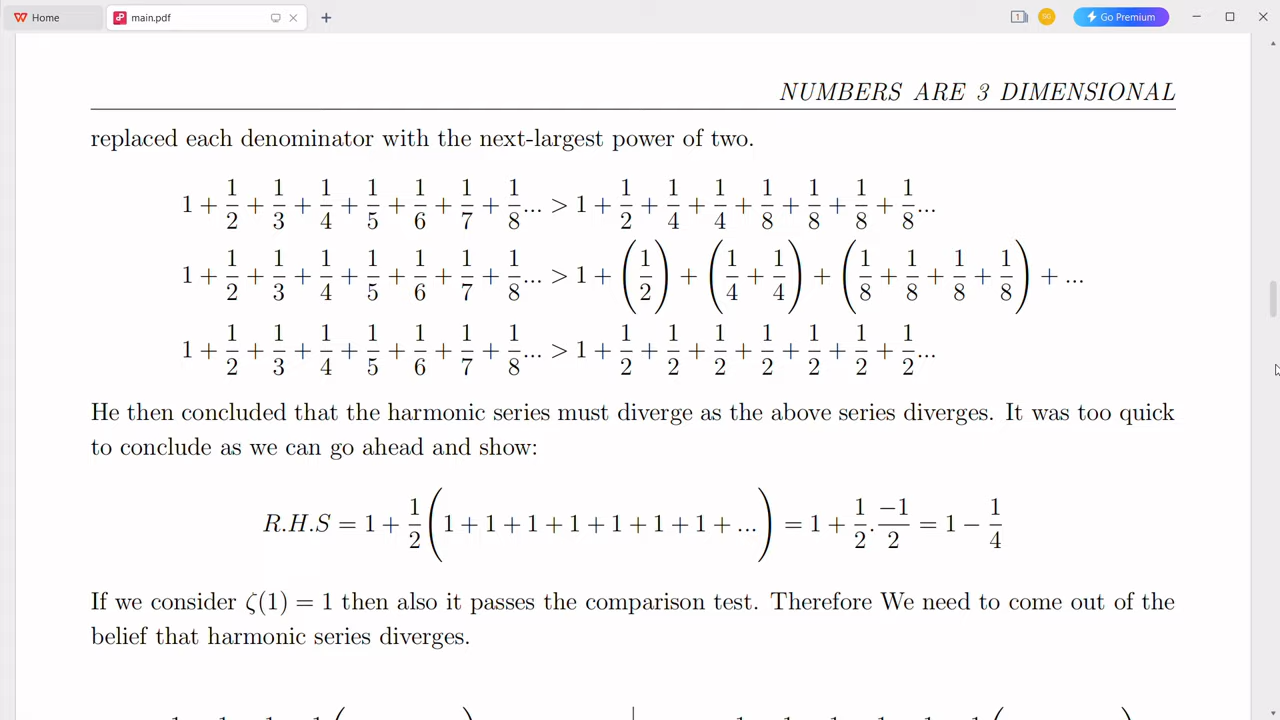 Home
main.pdf
1
SG
Go Premium
NUMBERS ARE 3 DIMENSIONAL
replaced each denominator with the next-largest power of two.
1 + 1/2 + 1/3 + 1/4 + 1/5 + 1/6 + 1/7 + 1/8... > 1 + 1/2 + 1/4 + 1/4 + 1/8 + 1/8 + 1/8 + 1/8...
1 + 1/2 + 1/3 + 1/4 + 1/5 + 1/6 + 1/7 + 1/8... > 1 + (1/2) + (1/4 + 1/4) + (1/8 + 1/8 + 1/8 + 1/8) + ...
1 + 1/2 + 1/3 + 1/4 + 1/5 + 1/6 + 1/7 + 1/8... > 1 + 1/2 + 1/2 + 1/2 + 1/2 + 1/2 + 1/2 + 1/2...
He then concluded that the harmonic series must diverge as the above series diverges. It was too quick
to conclude as we can go ahead and show:
R.H.S = 1 + 1/2 (1 + 1 + 1 + 1 + 1 + 1 + 1 + ...) = 1 + 1/2 . −1/2 = 1 − 1/4
If we consider ζ(1) = 1 then also it passes the comparison test. Therefore We need to come out of the
belief that harmonic series diverges.